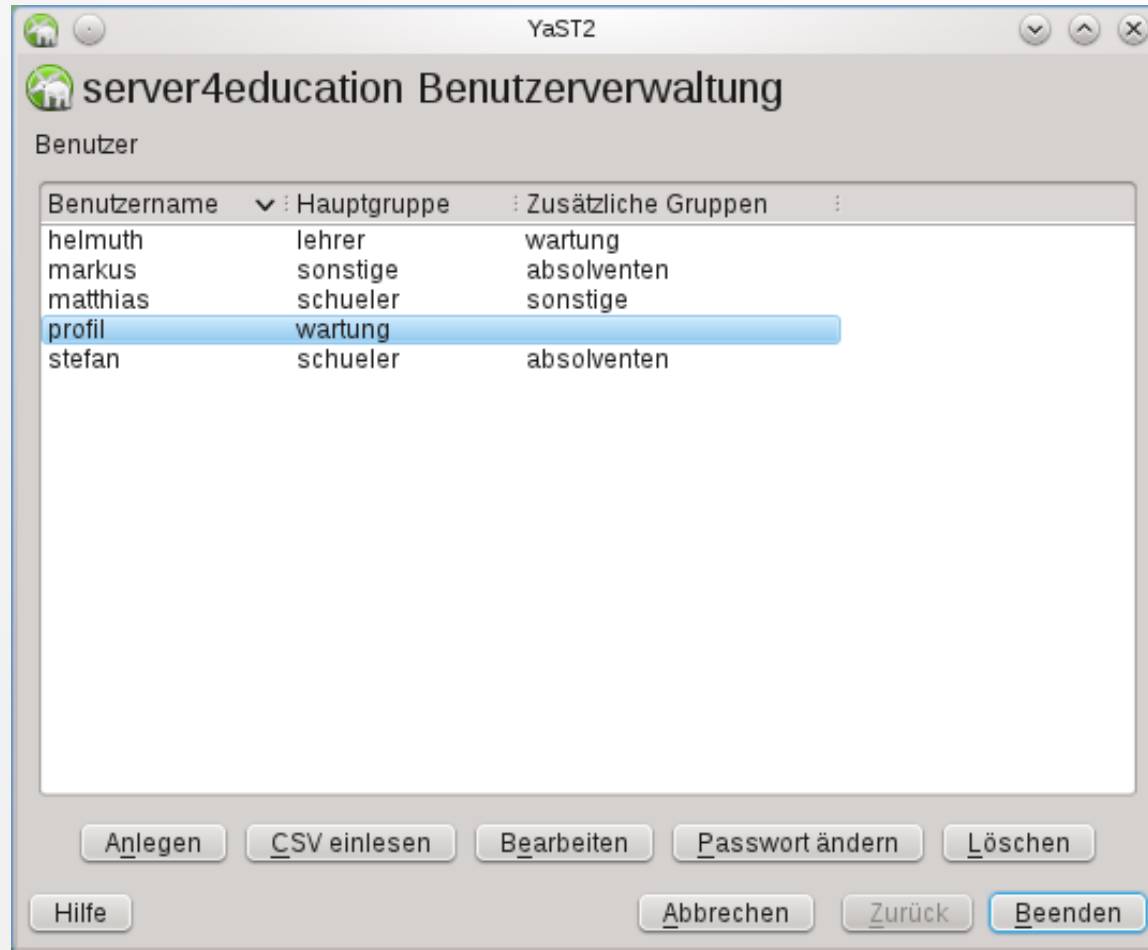 YaST2
server4education Benutzerverwaltung
Benutzer
Benutzername Hauptgruppe Zusätzliche Gruppen
helmuth lehrer wartung
markus sonstige absolventen
matthias schueler sonstige
profil wartung
stefan schueler absolventen
Anlegen CSV einlesen Bearbeiten Passwort ändern Löschen
Hilfe Abbrechen Zurück Beenden